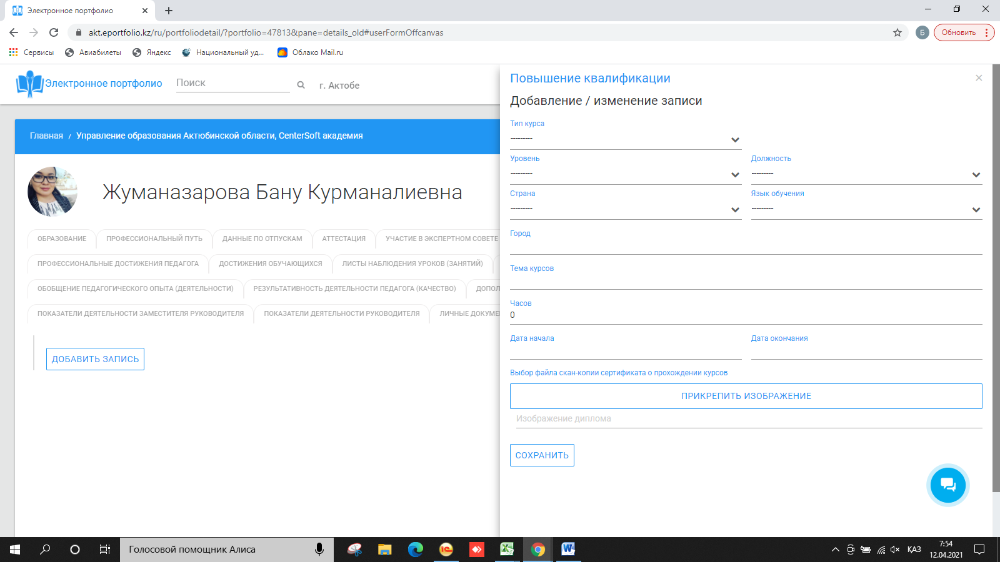 Электронное портфолио
akt.eportfolio.kz/ru/portfoliodetail/?portfolio=47813&pane=details_old#userFormOffcanvas
Б
Обновить
Сервисы
Авиабилеты
Яндекс
Национальный уд...
Облако Mail.ru
Электронное портфолио
Поиск
г. Актобе
Главная / Управление образования Актюбинской области, CenterSoft академия
Жуманазарова Бану Курманалиевна
ОБРАЗОВАНИЕ
ПРОФЕССИОНАЛЬНЫЙ ПУТЬ
ДАННЫЕ ПО ОТПУСКАМ
АТТЕСТАЦИЯ
УЧАСТИЕ В ЭКСПЕРТНОМ СОВЕТЕ
ПРОФЕССИОНАЛЬНЫЕ ДОСТИЖЕНИЯ ПЕДАГОГА
ДОСТИЖЕНИЯ ОБУЧАЮЩИХСЯ
ЛИСТЫ НАБЛЮДЕНИЯ УРОКОВ (ЗАНЯТИЙ)
ОБОБЩЕНИЕ ПЕДАГОГИЧЕСКОГО ОПЫТА (ДЕЯТЕЛЬНОСТИ)
РЕЗУЛЬТАТИВНОСТЬ ДЕЯТЕЛЬНОСТИ ПЕДАГОГА (КАЧЕСТВО)
ДОПОЛ
ПОКАЗАТЕЛИ ДЕЯТЕЛЬНОСТИ ЗАМЕСТИТЕЛЯ РУКОВОДИТЕЛЯ
ПОКАЗАТЕЛИ ДЕЯТЕЛЬНОСТИ РУКОВОДИТЕЛЯ
ЛИЧНЫЕ ДОКУМЕ
ДОБАВИТЬ ЗАПИСЬ
Повышение квалификации
Добавление / изменение записи
Тип курса
---------
Уровень
---------
Должность
---------
Страна
---------
Язык обучения
---------
Город
Тема курсов
Часов
0
Дата начала
Дата окончания
Выбор файла скан-копии сертификата о прохождении курсов
ПРИКРЕПИТЬ ИЗОБРАЖЕНИЕ
Изображение диплома
СОХРАНИТЬ
Голосовой помощник Алиса
ҚАЗ
7:54
12.04.2021